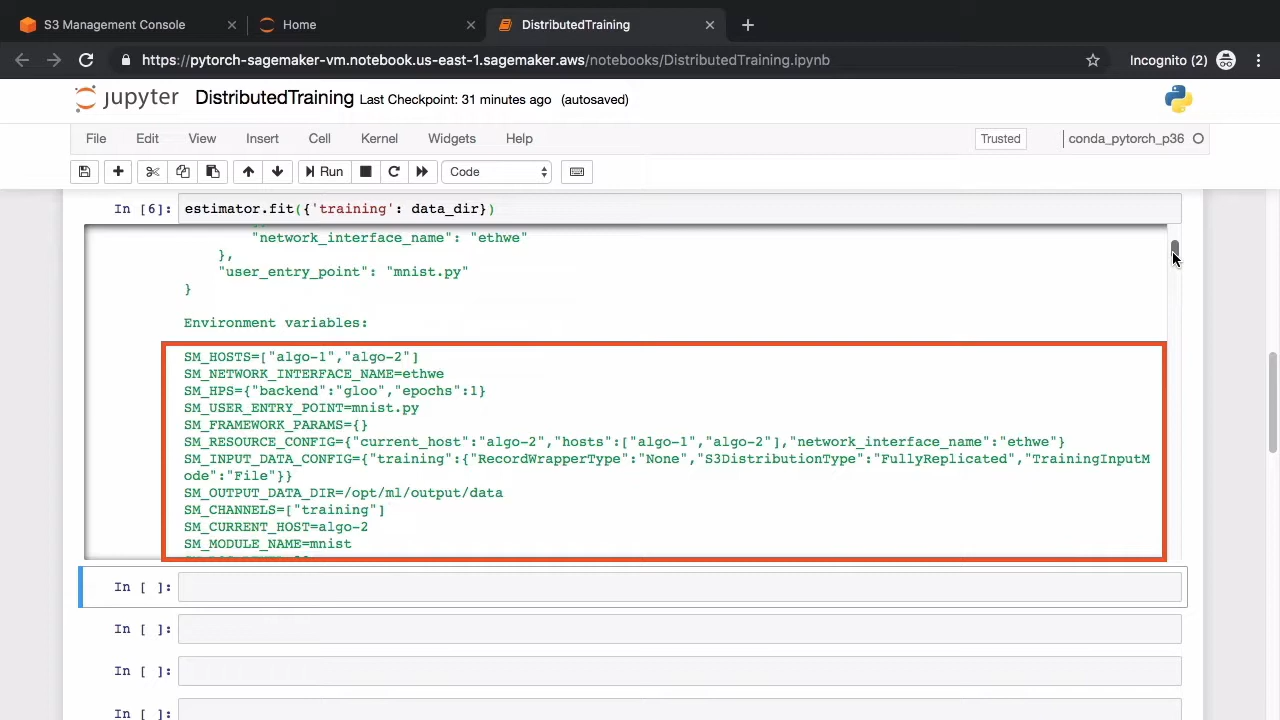 S3 Management Console
Home
DistributedTraining
https://pytorch-sagemaker-vm.notebook.us-east-1.sagemaker.aws/notebooks/DistributedTraining.ipynb
Incognito (2)
jupyter
DistributedTraining Last Checkpoint: 31 minutes ago (autosaved)
File Edit View Insert Cell Kernel Widgets Help
Trusted
conda_pytorch_p36
Run
Code
In [6]: estimator.fit({'training': data_dir})
"network_interface_name": "ethwe"
},
"user_entry_point": "mnist.py"
}
Environment variables:
SM_HOSTS=["algo-1","algo-2"]
SM_NETWORK_INTERFACE_NAME=ethwe
SM_HPS={"backend":"gloo","epochs":1}
SM_USER_ENTRY_POINT=mnist.py
SM_FRAMEWORK_PARAMS={}
SM_RESOURCE_CONFIG={"current_host":"algo-2","hosts":["algo-1","algo-2"],"network_interface_name":"ethwe"}
SM_INPUT_DATA_CONFIG={"training":{"RecordWrapperType":"None","S3DistributionType":"FullyReplicated","TrainingInputM
ode":"File"}}
SM_OUTPUT_DATA_DIR=/opt/ml/output/data
SM_CHANNELS=["training"]
SM_CURRENT_HOST=algo-2
SM_MODULE_NAME=mnist
In [ ]:
In [ ]:
In [ ]:
In [ ]: